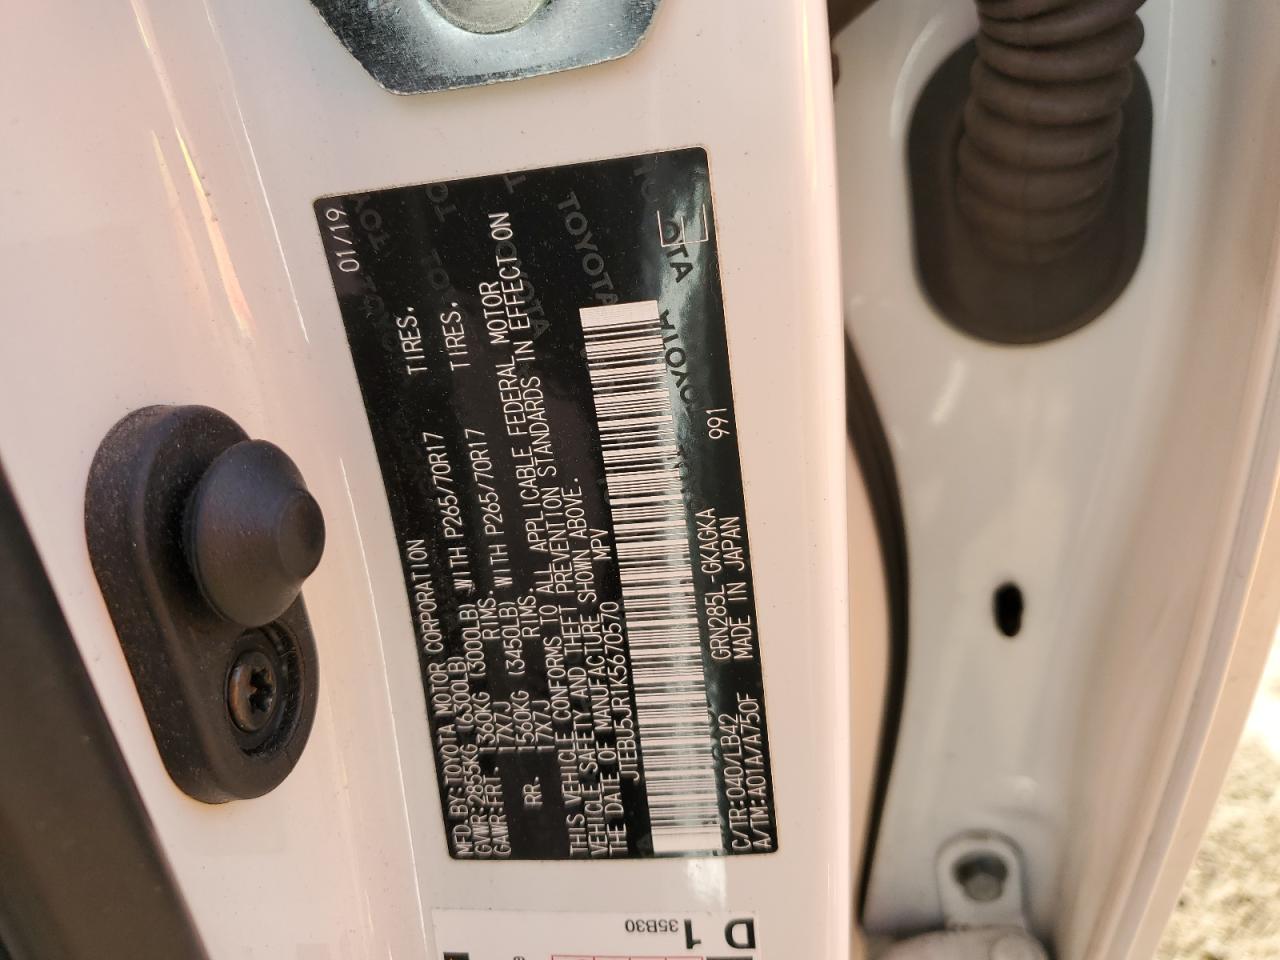 MFD. BY: TOYOTA MOTOR CORPORATION 01/19
GVWR: 2855KG (6300LB)
GAWR: FRT. 1360KG (3000LB) WITH P265/70R17 TIRES,
17X7J RIMS.
RR. 1560KG (3450LB) WITH P265/70R17 TIRES,
17X7J RIMS.
THIS VEHICLE CONFORMS TO ALL APPLICABLE FEDERAL MOTOR
VEHICLE SAFETY AND THEFT PREVENTION STANDARDS IN EFFECT ON
THE DATE OF MANUFACTURE SHOWN ABOVE.
JTEBU5JR1K5670570 MPV
C/TR: 040/LB42 GRN285L-GKAGKA 991
A/TM: A01A/A750F MADE IN JAPAN
TOYOTA
D 1
35B30